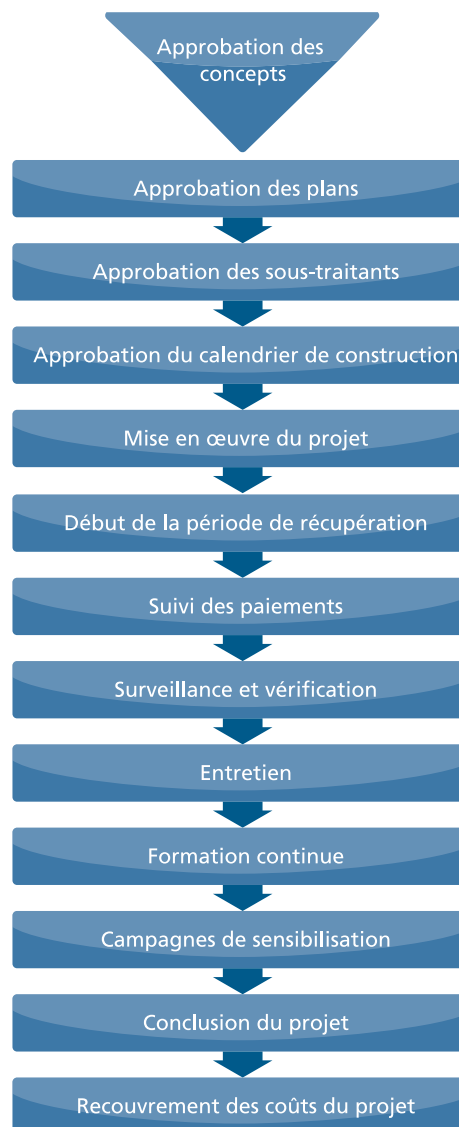 Approbation des
concepts
Approbation des plans
Approbation des sous-traitants
Approbation du calendrier de construction
Mise en œuvre du projet
Début de la période de récupération
Suivi des paiements
Surveillance et vérification
Entretien
Formation continue
Campagnes de sensibilisation
Conclusion du projet
Recouvrement des coûts du projet